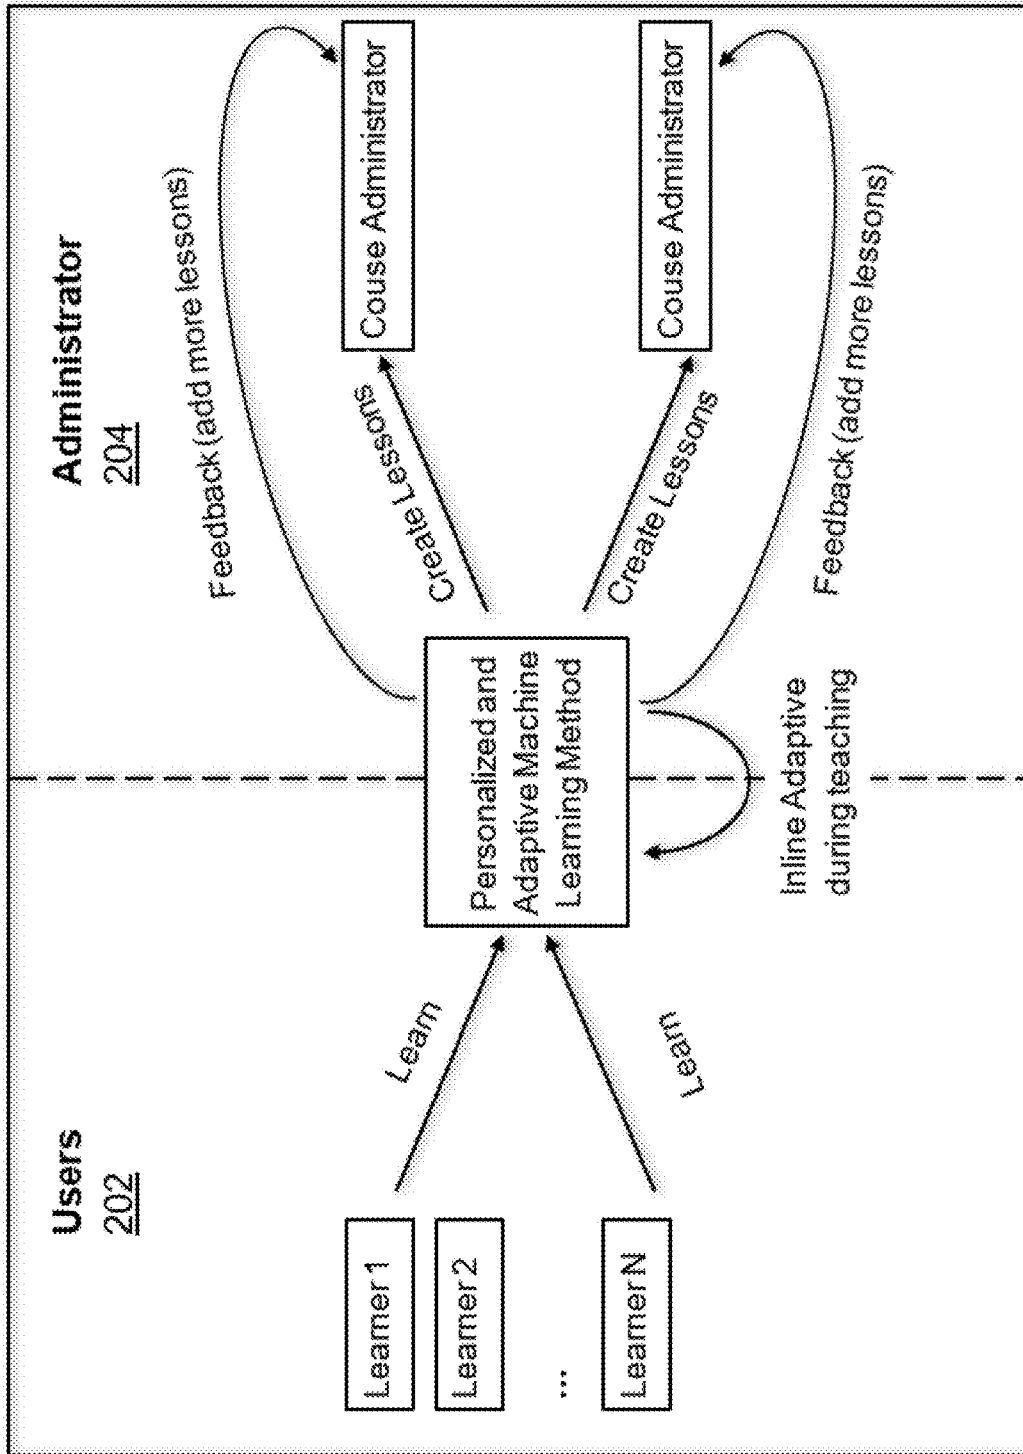 Users
202
Administrator
204
Learner 1
Learner 2
...
Learner N
Learn
Learn
Personalized and
Adaptive Machine
Learning Method
Inline Adaptive
during teaching
Feedback (add more lessons)
Create Lessons
Couse Administrator
Create Lessons
Couse Administrator
Feedback (add more lessons)